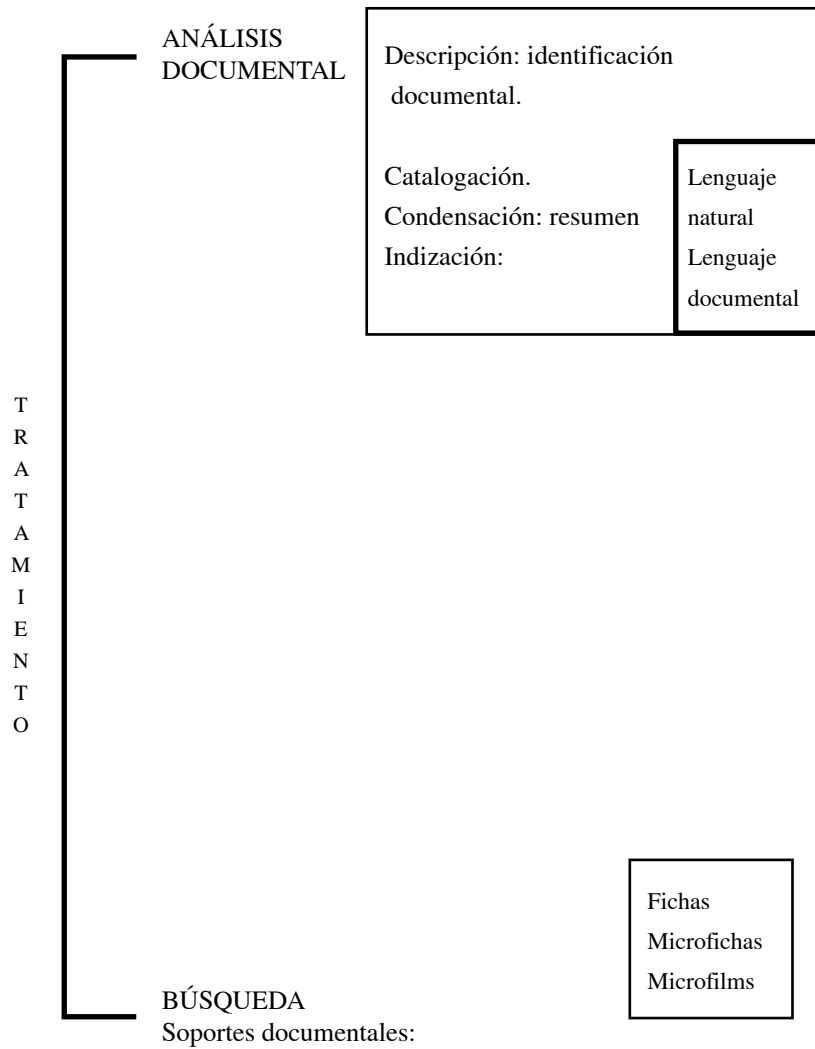 ANÁLISIS
DOCUMENTAL
Descripción: identificación
documental.
Catalogación.
Condensación: resumen
Indización:
Lenguaje
natural
Lenguaje
documental
T
R
A
T
A
M
I
E
N
T
O
Fichas
Microfichas
Microfilms
BÚSQUEDA
Soportes documentales: